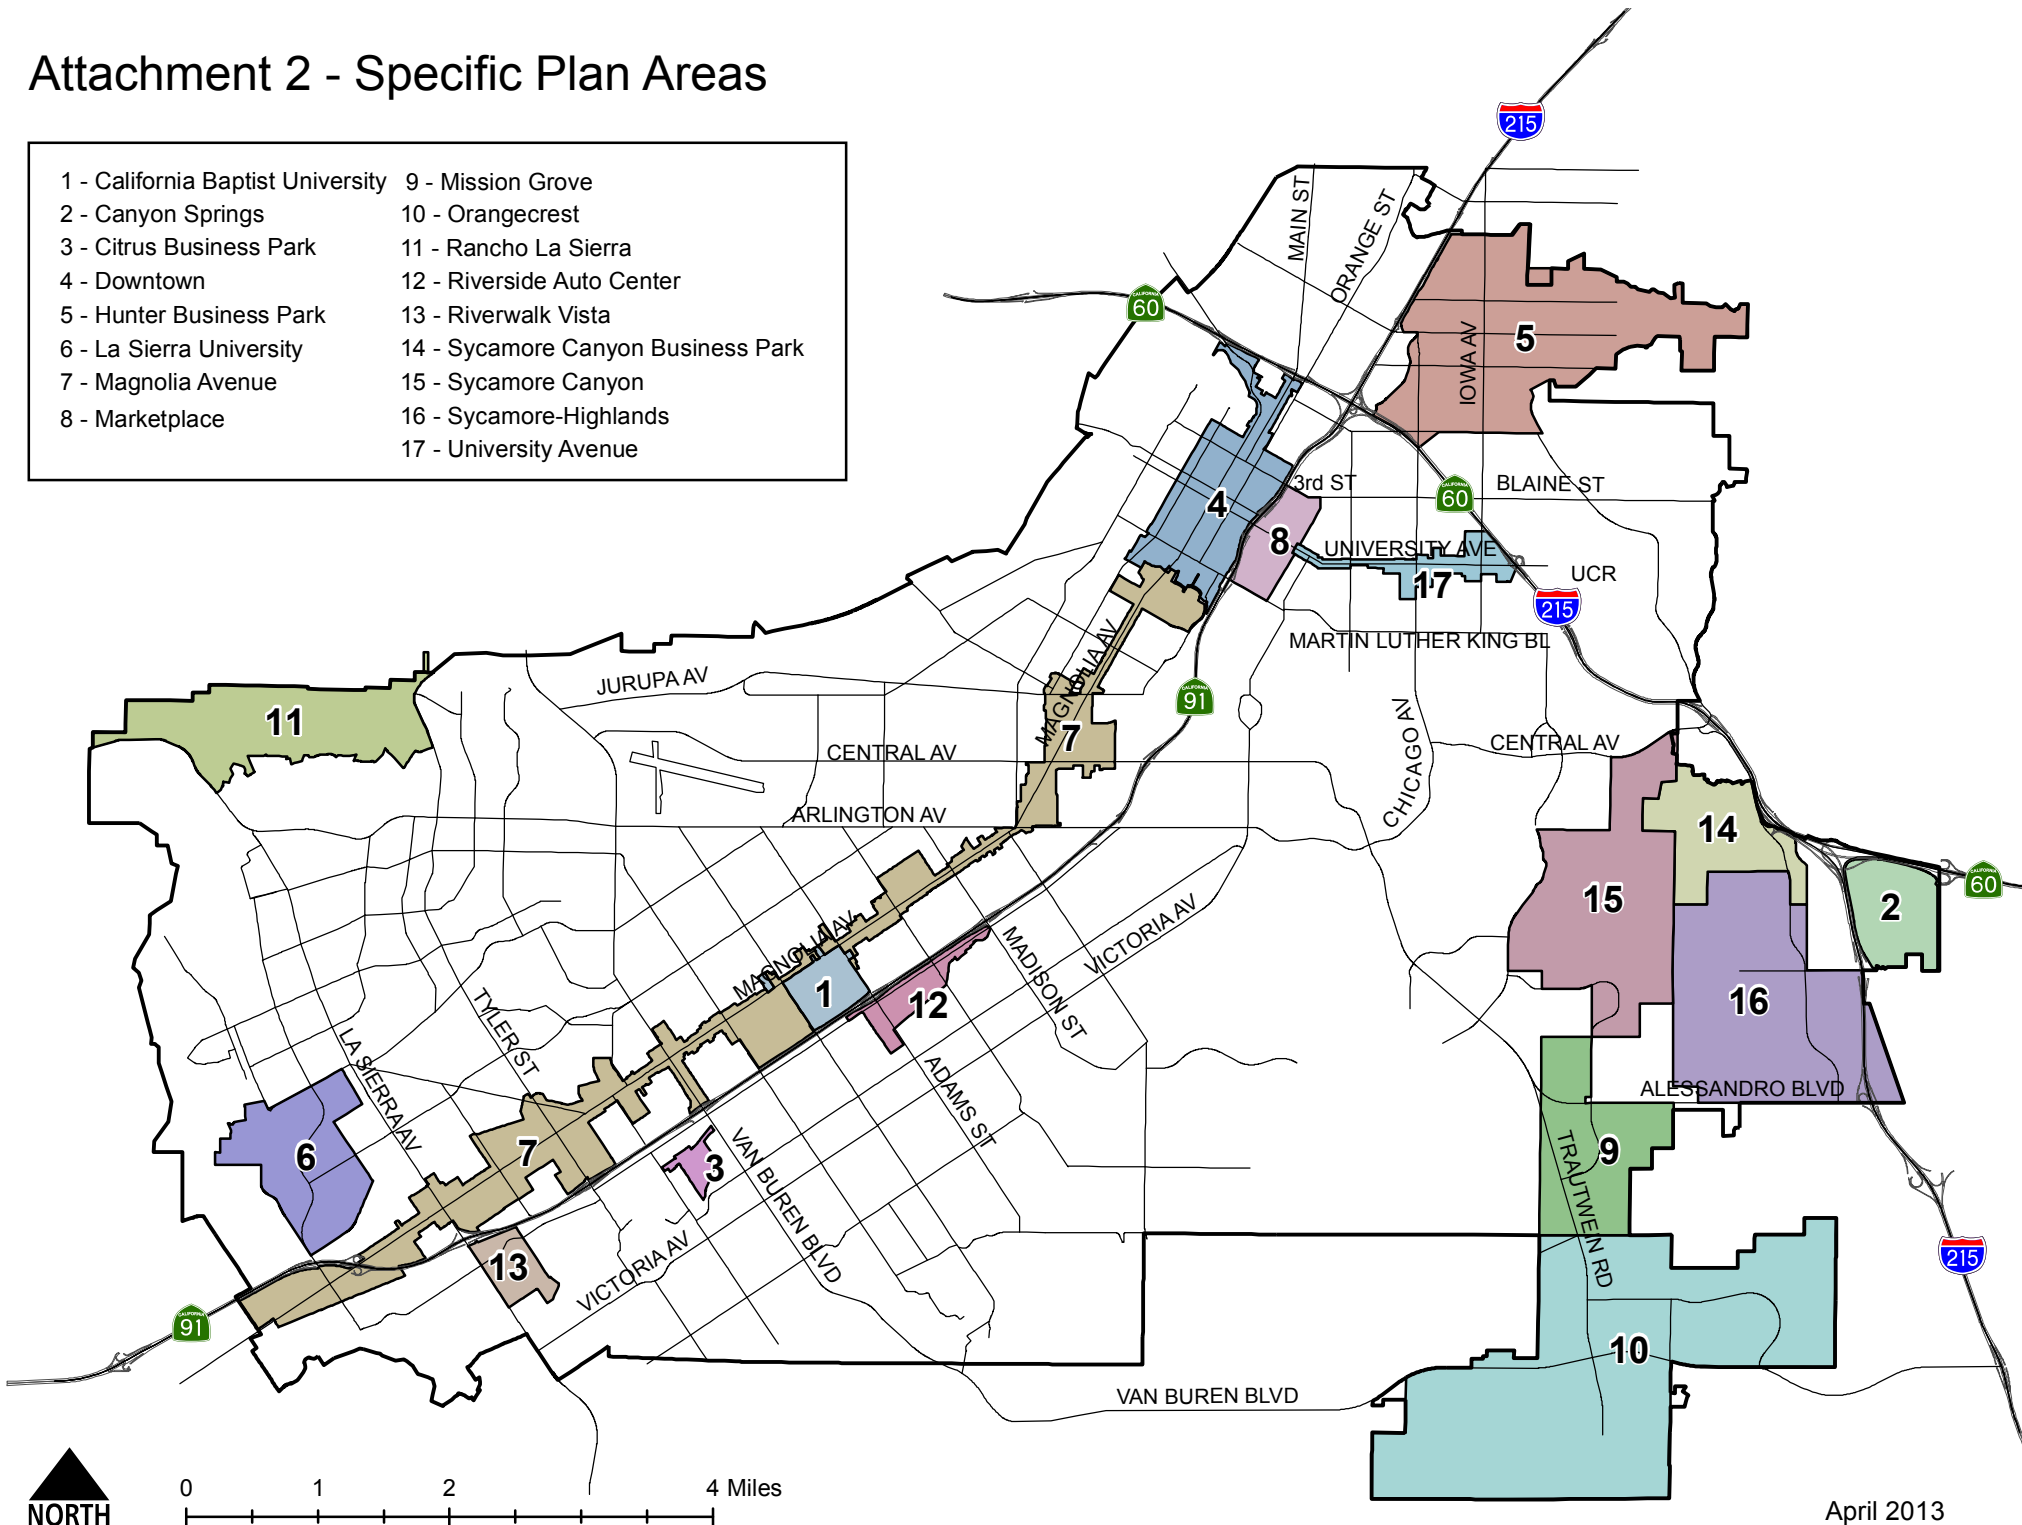 Attachment 2 - Specific Plan Areas
1 - California Baptist University
2 - Canyon Springs
3 - Citrus Business Park
4 - Downtown
5 - Hunter Business Park
6 - La Sierra University
7 - Magnolia Avenue
8 - Marketplace
9 - Mission Grove
10 - Orangecrest
11 - Rancho La Sierra
12 - Riverside Auto Center
13 - Riverwalk Vista
14 - Sycamore Canyon Business Park
15 - Sycamore Canyon
16 - Sycamore-Highlands
17 - University Avenue
215
MAIN ST
ORANGE ST
CALIFORNIA
60
5
IOWA AV
4
3rd ST
CALIFORNIA
60
BLAINE ST
8
UNIVERSITY AVE
17
UCR
215
MARTIN LUTHER KING BL
MAGNOLIA AV
JURUPA AV
CALIFORNIA
91
11
7
CHICAGO AV
CENTRAL AV
CENTRAL AV
ARLINGTON AV
14
CALIFORNIA
60
15
2
MAGNOLIA AV
VICTORIA AV
MADISON ST
1
12
16
TYLER ST
LA SIERRA AV
ADAMS ST
ALESSANDRO BLVD
6
7
3
VAN BUREN BLVD
9
TRAUTWEIN RD
13
VICTORIA AV
215
CALIFORNIA
91
10
VAN BUREN BLVD
NORTH
0 1 2 4 Miles
April 2013